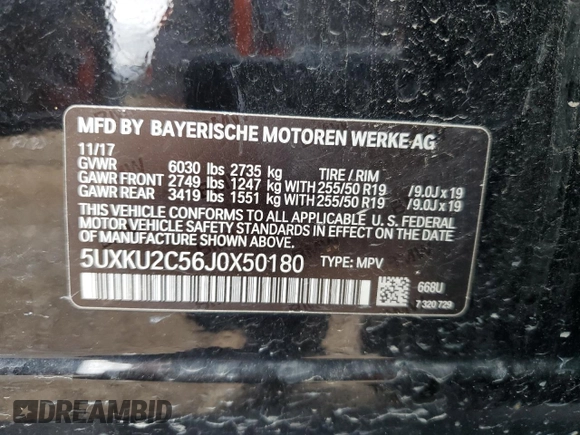 MFD BY BAYERISCHE MOTOREN WERKE AG
11/17
GVWR 6030 lbs 2735 kg TIRE / RIM
GAWR FRONT 2749 lbs 1247 kg WITH 255/50 R19 /9.0J x 19
GAWR REAR 3419 lbs 1551 kg WITH 255/50 R19 /9.0J x 19
THIS VEHICLE CONFORMS TO ALL APPLICABLE U. S. FEDERAL
MOTOR VEHICLE SAFETY STANDARDS IN EFFECT ON THE DATE
OF MANUFACTURE SHOWN ABOVE.
5UXKU2C56J0X50180 TYPE: MPV
668U
7 320 729
DREAMBID